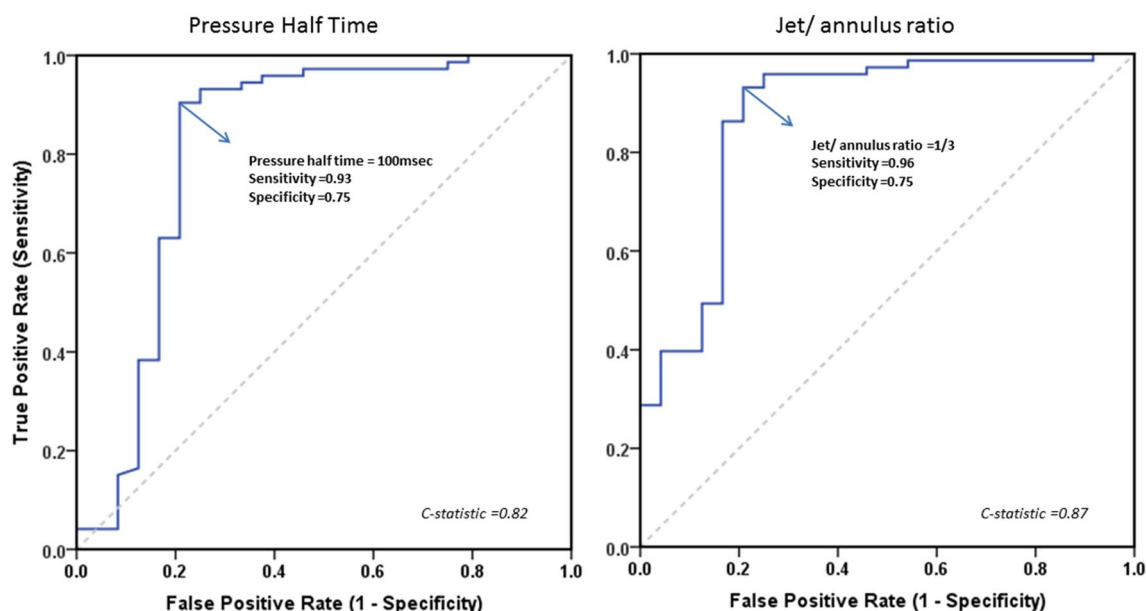 Pressure Half Time
1.0
0.8
0.6
0.4
0.2
0.0
True Positive Rate (Sensitivity)
Pressure half time = 100msec
Sensitivity =0.93
Specificity =0.75
C-statistic =0.82
0.0 0.2 0.4 0.6 0.8 1.0
False Positive Rate (1 - Specificity)
Jet/ annulus ratio
1.0
0.8
0.6
0.4
0.2
0.0
Jet/ annulus ratio =1/3
Sensitivity =0.96
Specificity =0.75
C-statistic =0.87
0.0 0.2 0.4 0.6 0.8 1.0
False Positive Rate (1 - Specificity)